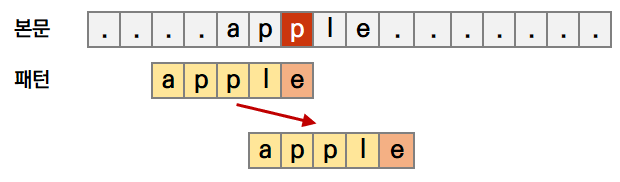 본문 . . . . a p p l e . . . . . . .
패턴 a p p l e
a p p l e